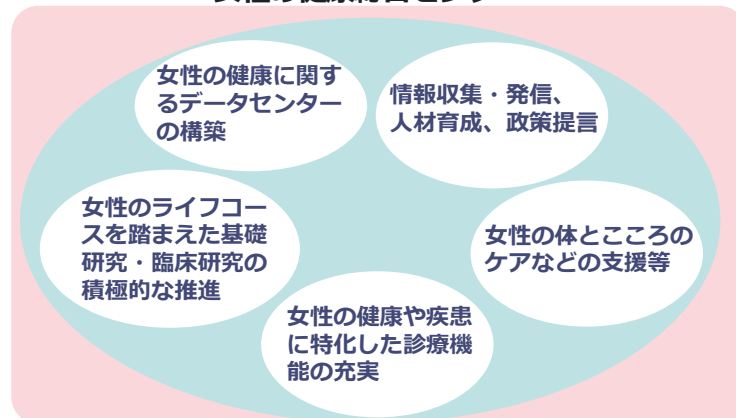 女性の健康に関す
るデータセンター
の構築
情報収集・発信、
人材育成、政策提言
女性のライフコー
スを踏まえた基礎
研究・臨床研究の
積極的な推進
女性の体とこころの
ケアなどの支援等
女性の健康や疾患
に特化した診療機
能の充実